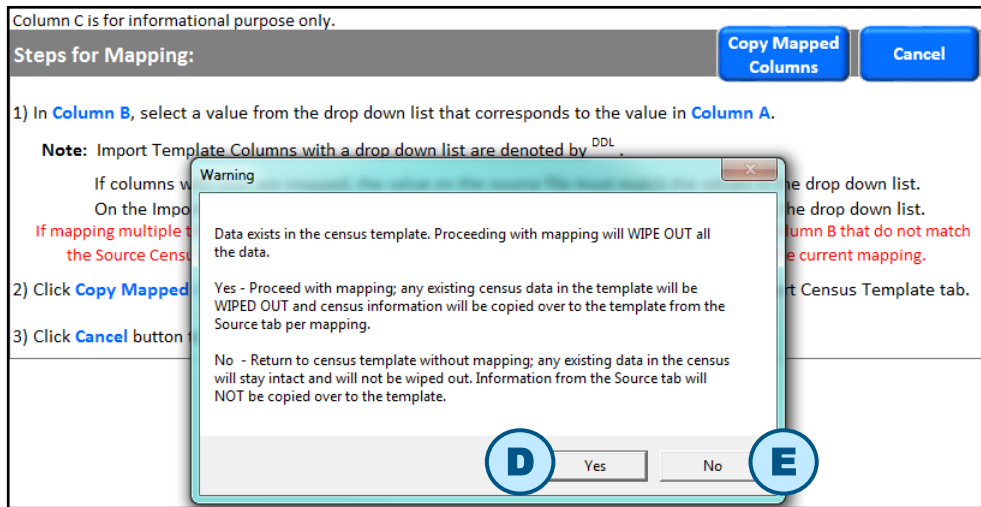 Column C is for informational purpose only.
Steps for Mapping:
Copy Mapped
Columns
Cancel
1) In Column B, select a value from the drop down list that corresponds to the value in Column A.
Note: Import Template Columns with a drop down list are denoted by DDL .
If columns w
he drop down list.
On the Impo
he drop down list.
If mapping multiple t
lumn B that do not match
the Source Censu
e current mapping.
2) Click Copy Mapped
rt Census Template tab.
3) Click Cancel button t
Warning
Data exists in the census template. Proceeding with mapping will WIPE OUT all
the data.
Yes - Proceed with mapping; any existing census data in the template will be
WIPED OUT and census information will be copied over to the template from the
Source tab per mapping.
No - Return to census template without mapping; any existing data in the census
will stay intact and will not be wiped out. Information from the Source tab will
NOT be copied over to the template.
D
Yes
No
E